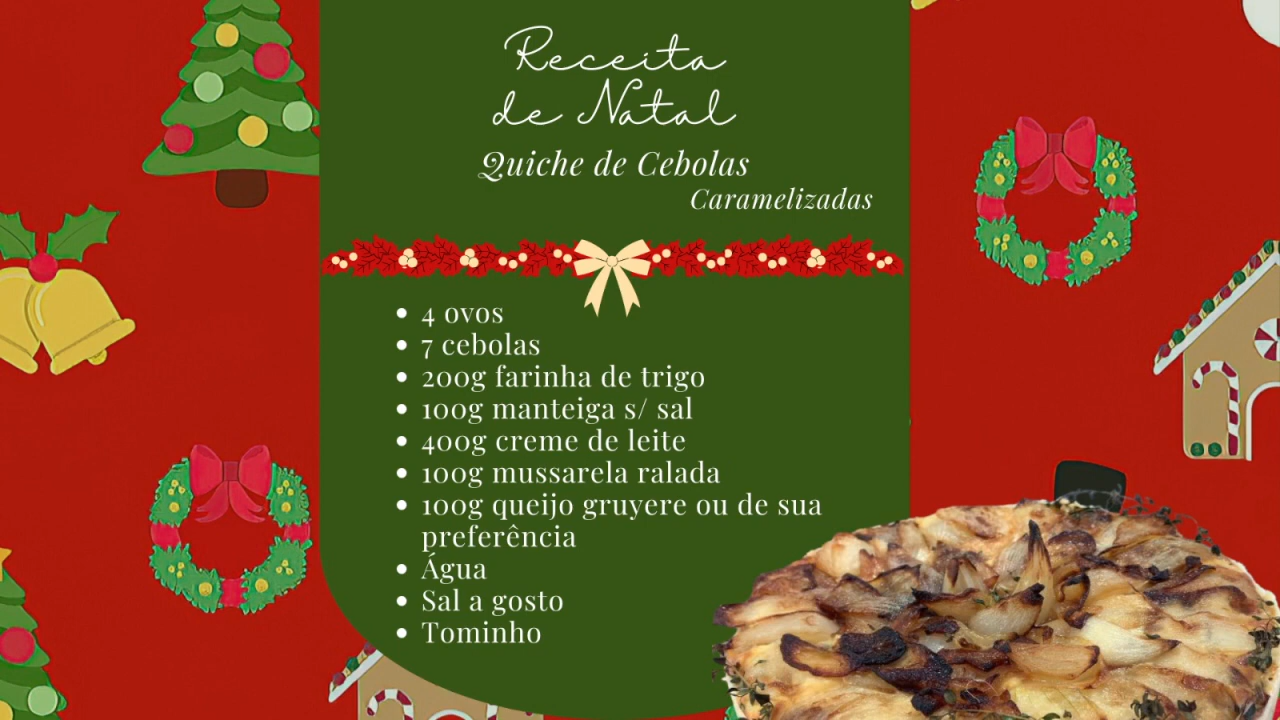 Receita
de Natal
Quiche de Cebolas
Caramelizadas
• 4 ovos
• 7 cebolas
• 200g farinha de trigo
• 100g manteiga s/ sal
• 400g creme de leite
• 100g mussarela ralada
• 100g queijo gruyere ou de sua
preferência
• Água
• Sal a gosto
• Tominho